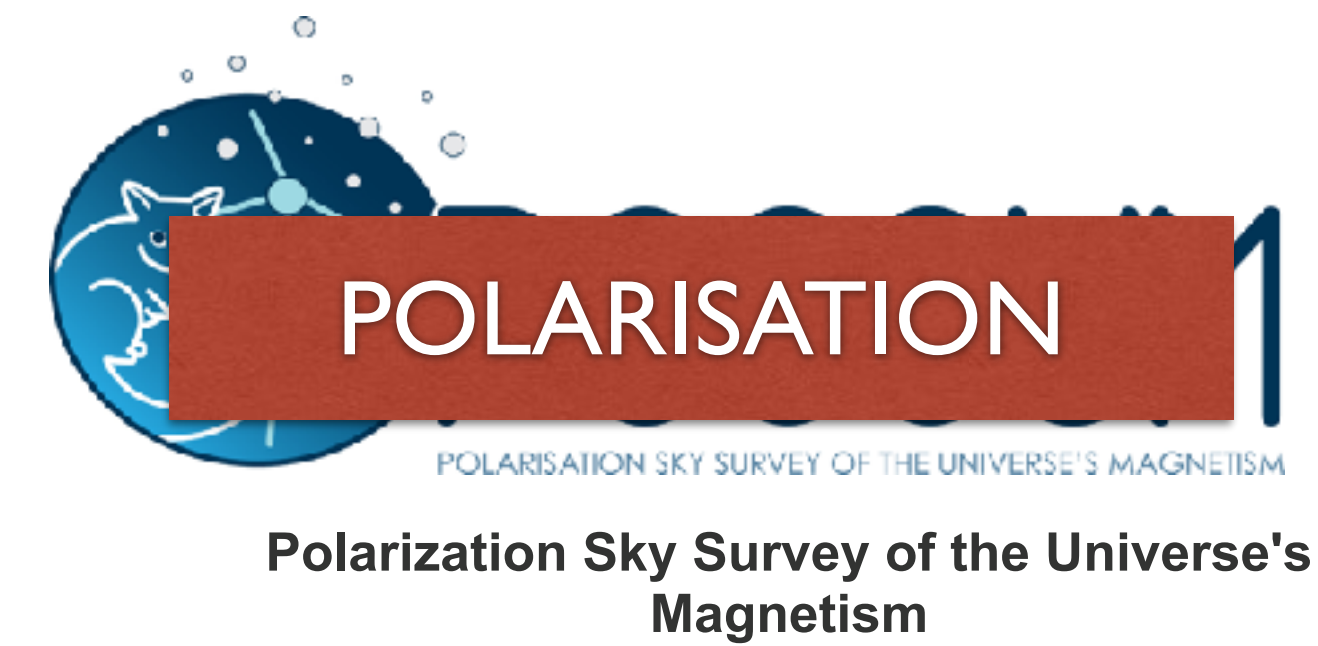 POLARISATION
POLARISATION SKY SURVEY OF THE UNIVERSE'S MAGNETISM
Polarization Sky Survey of the Universe's
Magnetism